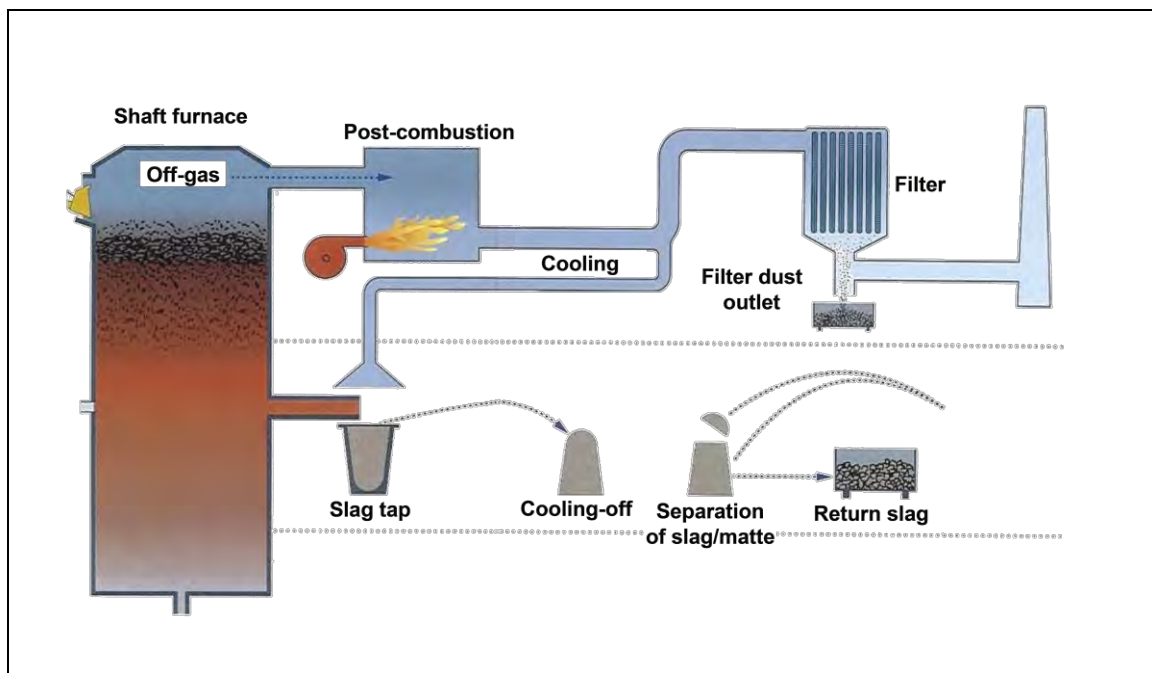 Shaft furnace
Post-combustion
Off-gas
Filter
Cooling
Filter dust
outlet
Slag tap
Cooling-off
Separation
of slag/matte
Return slag